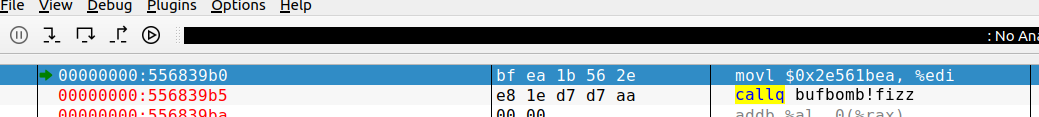 File View Debug Plugins Options Help
: No Ana
00000000:556839b0 bf ea 1b 56 2e movl $0x2e561bea, %edi
00000000:556839b5 e8 1e d7 d7 aa callq bufbomb!fizz
00000000:556839ba 00 00 addb %al, 0(%rax)